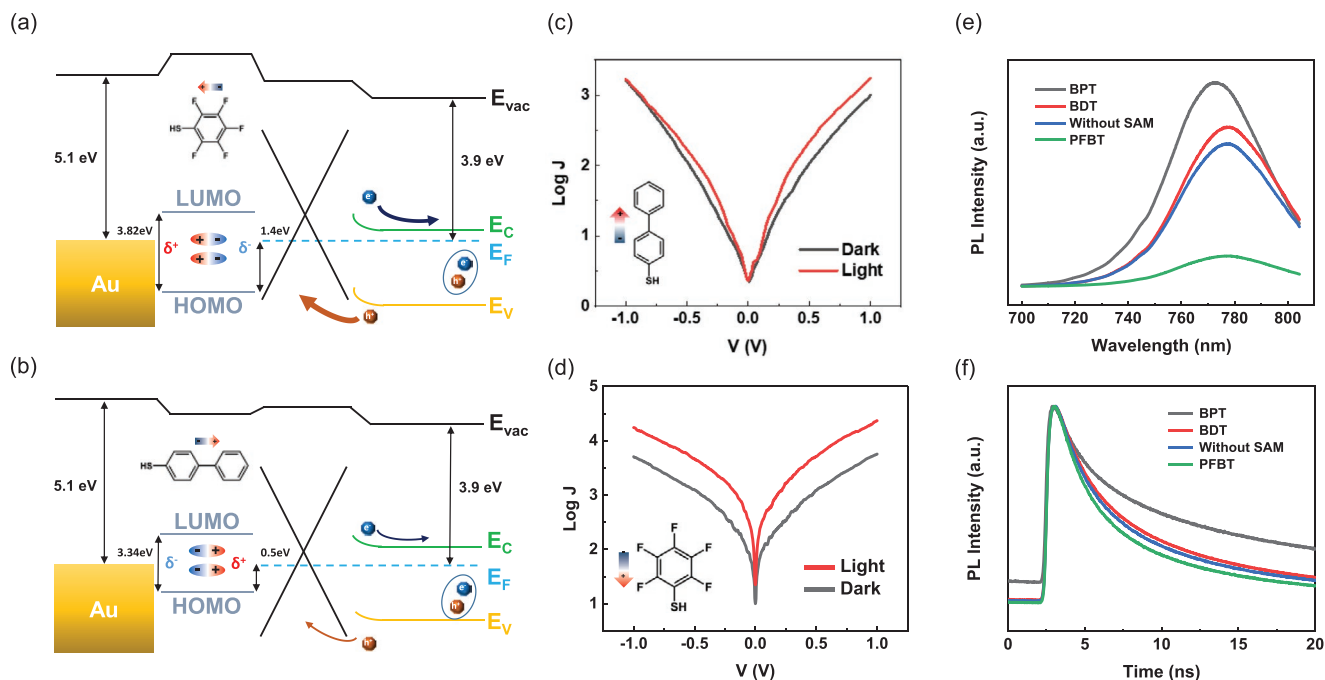 (a)
E_vac
5.1 eV
3.9 eV
F
F
HS
F
F
F
LUMO
3.82eV
δ+
+ -
+ -
δ-
1.4eV
Au
HOMO
e-
E_C
E_F
e-
h+
h+
E_V
(b)
E_vac
5.1 eV
3.9 eV
- +
HS
LUMO
3.34eV
δ-
- +
- +
δ+
0.5eV
Au
HOMO
e-
E_C
E_F
e-
h+
h+
E_V
(c)
Log J
3
2
1
0
+
-
SH
Dark
Light
-1.0 -0.5 0.0 0.5 1.0
V (V)
(d)
Log J
5
4
3
2
1
-
+
F
F
F
F
F
SH
Light
Dark
-1.0 -0.5 0.0 0.5 1.0
V (V)
(e)
PL Intensity (a.u.)
BPT
BDT
Without SAM
PFBT
700 720 740 760 780 800
Wavelength (nm)
(f)
PL Intensity (a.u.)
BPT
BDT
Without SAM
PFBT
0 5 10 15 20
Time (ns)